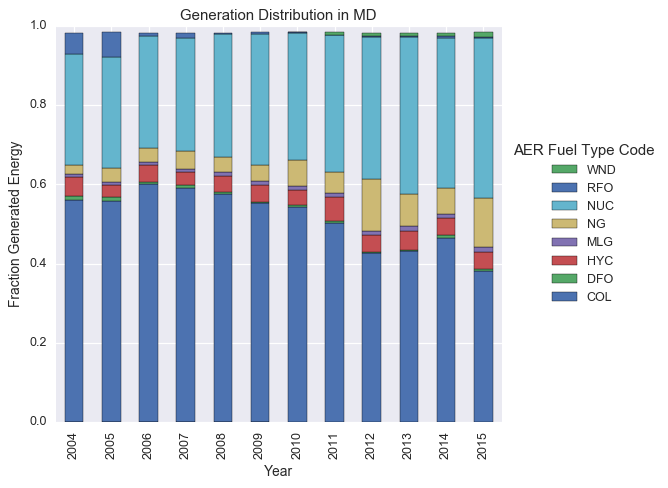 Generation Distribution in MD
1.0
0.8
0.6
0.4
0.2
0.0
Fraction Generated Energy
2004
2005
2006
2007
2008
2009
2010
2011
2012
2013
2014
2015
Year
AER Fuel Type Code
WND
RFO
NUC
NG
MLG
HYC
DFO
COL